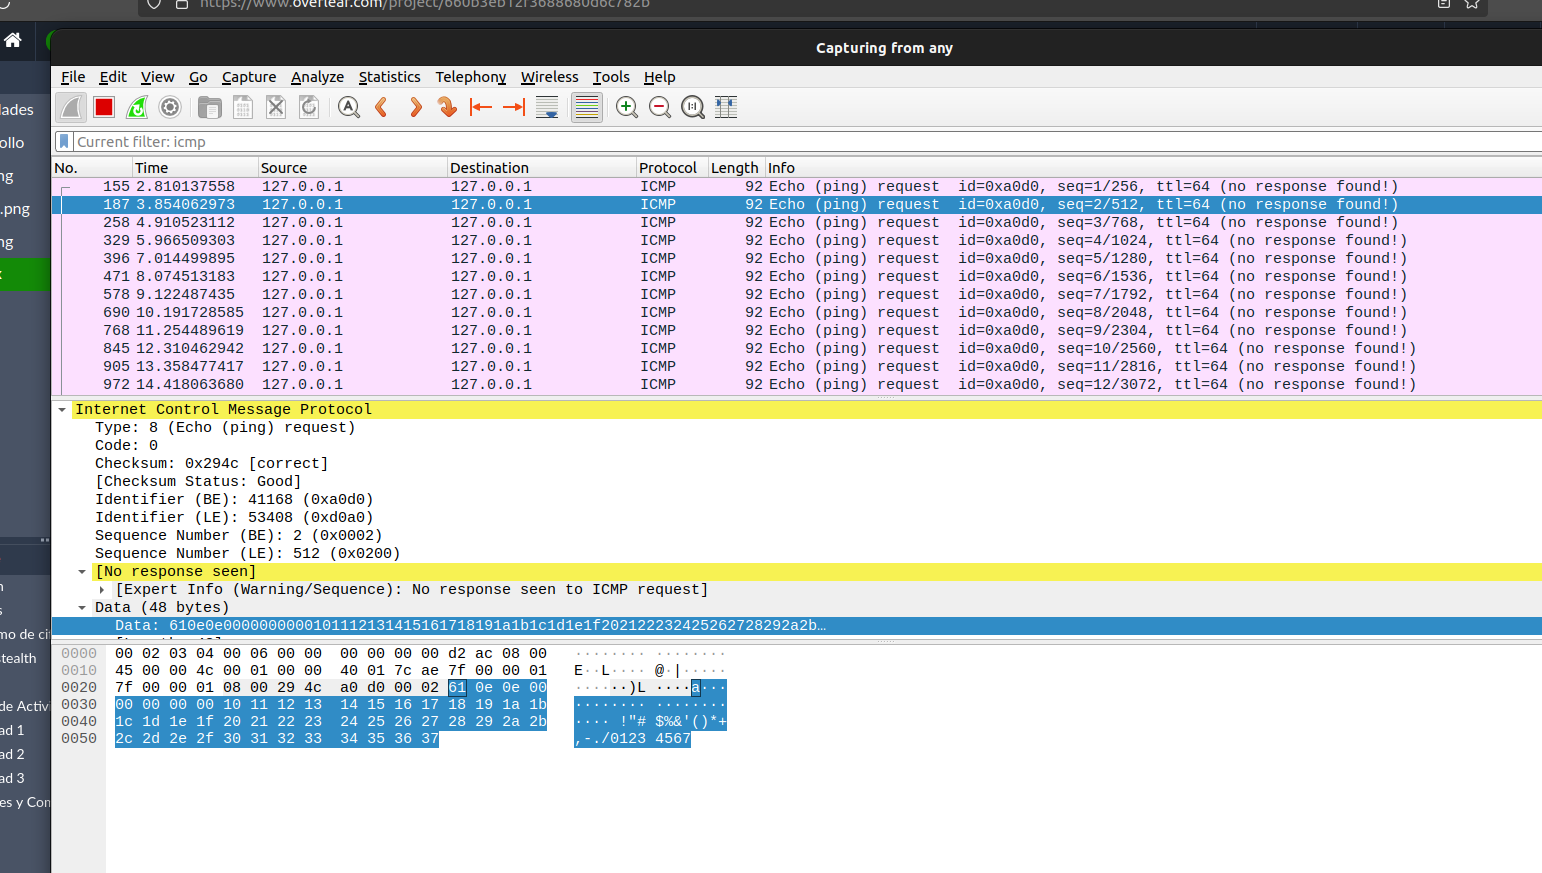 https://www.overleaf.com/project/660b3eb12f3688680d6c782b
Capturing from any
File Edit View Go Capture Analyze Statistics Telephony Wireless Tools Help
Current filter: icmp
No. Time Source Destination Protocol Length Info
155 2.810137558 127.0.0.1 127.0.0.1 ICMP 92 Echo (ping) request id=0xa0d0, seq=1/256, ttl=64 (no response found!)
187 3.854062973 127.0.0.1 127.0.0.1 ICMP 92 Echo (ping) request id=0xa0d0, seq=2/512, ttl=64 (no response found!)
258 4.910523112 127.0.0.1 127.0.0.1 ICMP 92 Echo (ping) request id=0xa0d0, seq=3/768, ttl=64 (no response found!)
329 5.966509303 127.0.0.1 127.0.0.1 ICMP 92 Echo (ping) request id=0xa0d0, seq=4/1024, ttl=64 (no response found!)
396 7.014499895 127.0.0.1 127.0.0.1 ICMP 92 Echo (ping) request id=0xa0d0, seq=5/1280, ttl=64 (no response found!)
471 8.074513183 127.0.0.1 127.0.0.1 ICMP 92 Echo (ping) request id=0xa0d0, seq=6/1536, ttl=64 (no response found!)
578 9.122487435 127.0.0.1 127.0.0.1 ICMP 92 Echo (ping) request id=0xa0d0, seq=7/1792, ttl=64 (no response found!)
690 10.191728585 127.0.0.1 127.0.0.1 ICMP 92 Echo (ping) request id=0xa0d0, seq=8/2048, ttl=64 (no response found!)
768 11.254489619 127.0.0.1 127.0.0.1 ICMP 92 Echo (ping) request id=0xa0d0, seq=9/2304, ttl=64 (no response found!)
845 12.310462942 127.0.0.1 127.0.0.1 ICMP 92 Echo (ping) request id=0xa0d0, seq=10/2560, ttl=64 (no response found!)
905 13.358477417 127.0.0.1 127.0.0.1 ICMP 92 Echo (ping) request id=0xa0d0, seq=11/2816, ttl=64 (no response found!)
972 14.418063680 127.0.0.1 127.0.0.1 ICMP 92 Echo (ping) request id=0xa0d0, seq=12/3072, ttl=64 (no response found!)
Internet Control Message Protocol
Type: 8 (Echo (ping) request)
Code: 0
Checksum: 0x294c [correct]
[Checksum Status: Good]
Identifier (BE): 41168 (0xa0d0)
Identifier (LE): 53408 (0xd0a0)
Sequence Number (BE): 2 (0x0002)
Sequence Number (LE): 512 (0x0200)
[No response seen]
[Expert Info (Warning/Sequence): No response seen to ICMP request]
Data (48 bytes)
Data: 610e0e0000000000101112131415161718191a1b1c1d1e1f202122232425262728292a2b…
0000 00 02 03 04 00 06 00 00 00 00 00 00 d2 ac 08 00 ········ ········
0010 45 00 00 4c 00 01 00 00 40 01 7c ae 7f 00 00 01 E··L···· @·|·····
0020 7f 00 00 01 08 00 29 4c a0 d0 00 02 61 0e 0e 00 ······)L ····a···
0030 00 00 00 00 10 11 12 13 14 15 16 17 18 19 1a 1b ········ ········
0040 1c 1d 1e 1f 20 21 22 23 24 25 26 27 28 29 2a 2b ···· !"# $%&'()*+
0050 2c 2d 2e 2f 30 31 32 33 34 35 36 37 ,-./0123 4567
lades
ollo
ng
.png
ng
x
n
s
mo de ci
stealth
de Activi
ad 1
ad 2
ad 3
es y Con